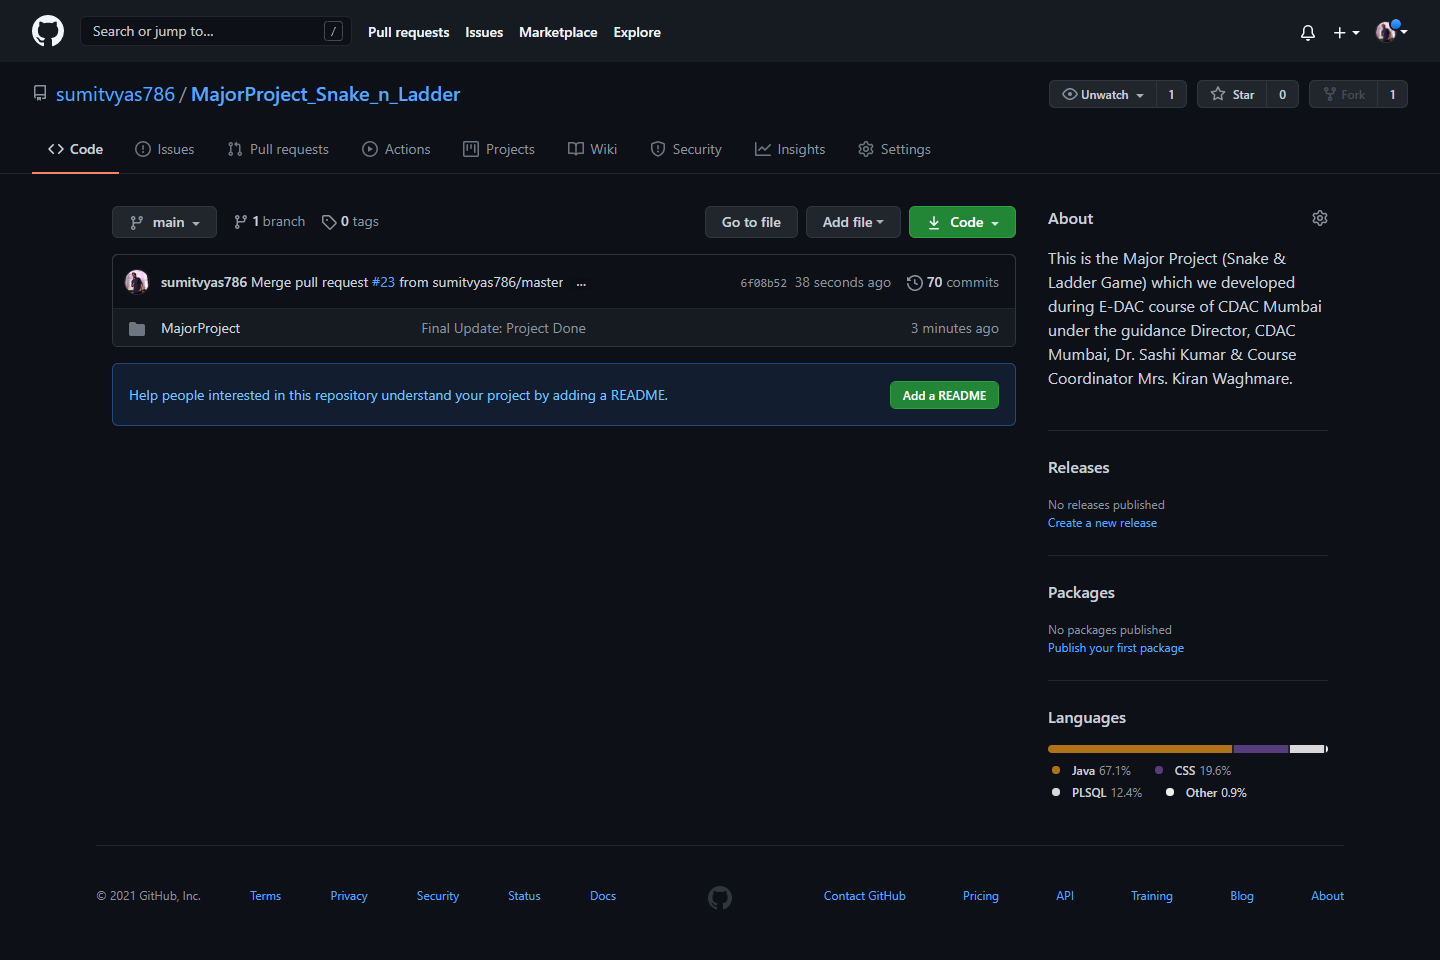 Search or jump to... /
Pull requests Issues Marketplace Explore
sumitvyas786 / MajorProject_Snake_n_Ladder
Unwatch 1 Star 0 Fork 1
Code Issues Pull requests Actions Projects Wiki Security Insights Settings
main 1 branch 0 tags
Go to file Add file Code
sumitvyas786 Merge pull request #23 from sumitvyas786/master ... 6f08b52 38 seconds ago 70 commits
MajorProject Final Update: Project Done 3 minutes ago
Help people interested in this repository understand your project by adding a README. Add a README
About
This is the Major Project (Snake &
Ladder Game) which we developed
during E-DAC course of CDAC Mumbai
under the guidance Director, CDAC
Mumbai, Dr. Sashi Kumar & Course
Coordinator Mrs. Kiran Waghmare.
Releases
No releases published
Create a new release
Packages
No packages published
Publish your first package
Languages
Java 67.1% CSS 19.6%
PLSQL 12.4% Other 0.9%
© 2021 GitHub, Inc. Terms Privacy Security Status Docs Contact GitHub Pricing API Training Blog About